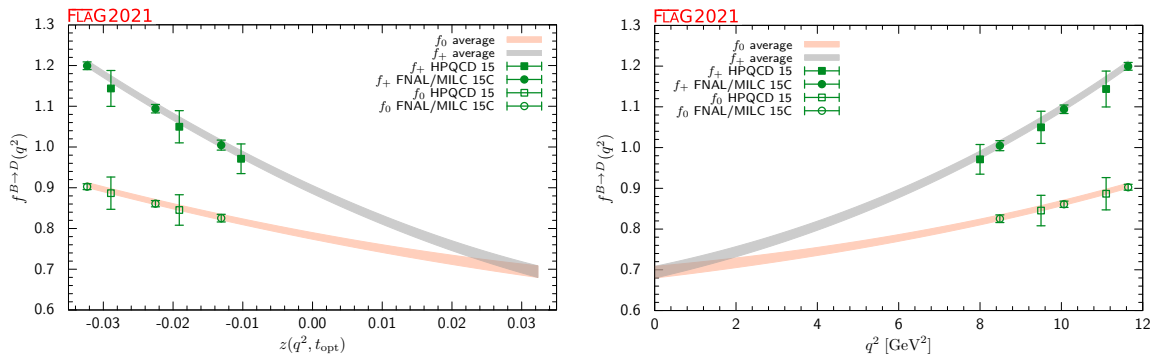 FLAG2021
f₀ average
f₊ average
f₊ HPQCD 15
f₊ FNAL/MILC 15C
f₀ HPQCD 15
f₀ FNAL/MILC 15C
1.3
1.2
1.1
1.0
0.9
0.8
0.7
0.6
f^{B→D}(q²)
-0.03
-0.02
-0.01
0.00
0.01
0.02
0.03
z(q², t_opt)
FLAG2021
f₀ average
f₊ average
f₊ HPQCD 15
f₊ FNAL/MILC 15C
f₀ HPQCD 15
f₀ FNAL/MILC 15C
1.3
1.2
1.1
1.0
0.9
0.8
0.7
0.6
f^{B→D}(q²)
0
2
4
6
8
10
12
q² [GeV²]